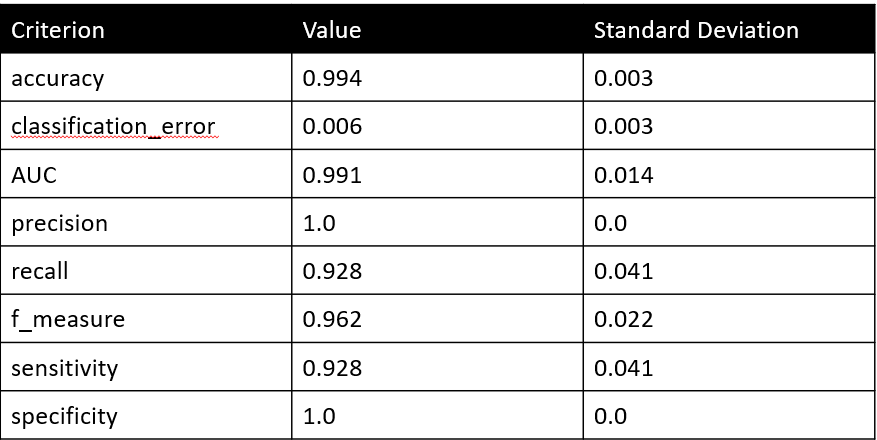 Criterion Value Standard Deviation
accuracy 0.994 0.003
classification_error 0.006 0.003
AUC 0.991 0.014
precision 1.0 0.0
recall 0.928 0.041
f_measure 0.962 0.022
sensitivity 0.928 0.041
specificity 1.0 0.0